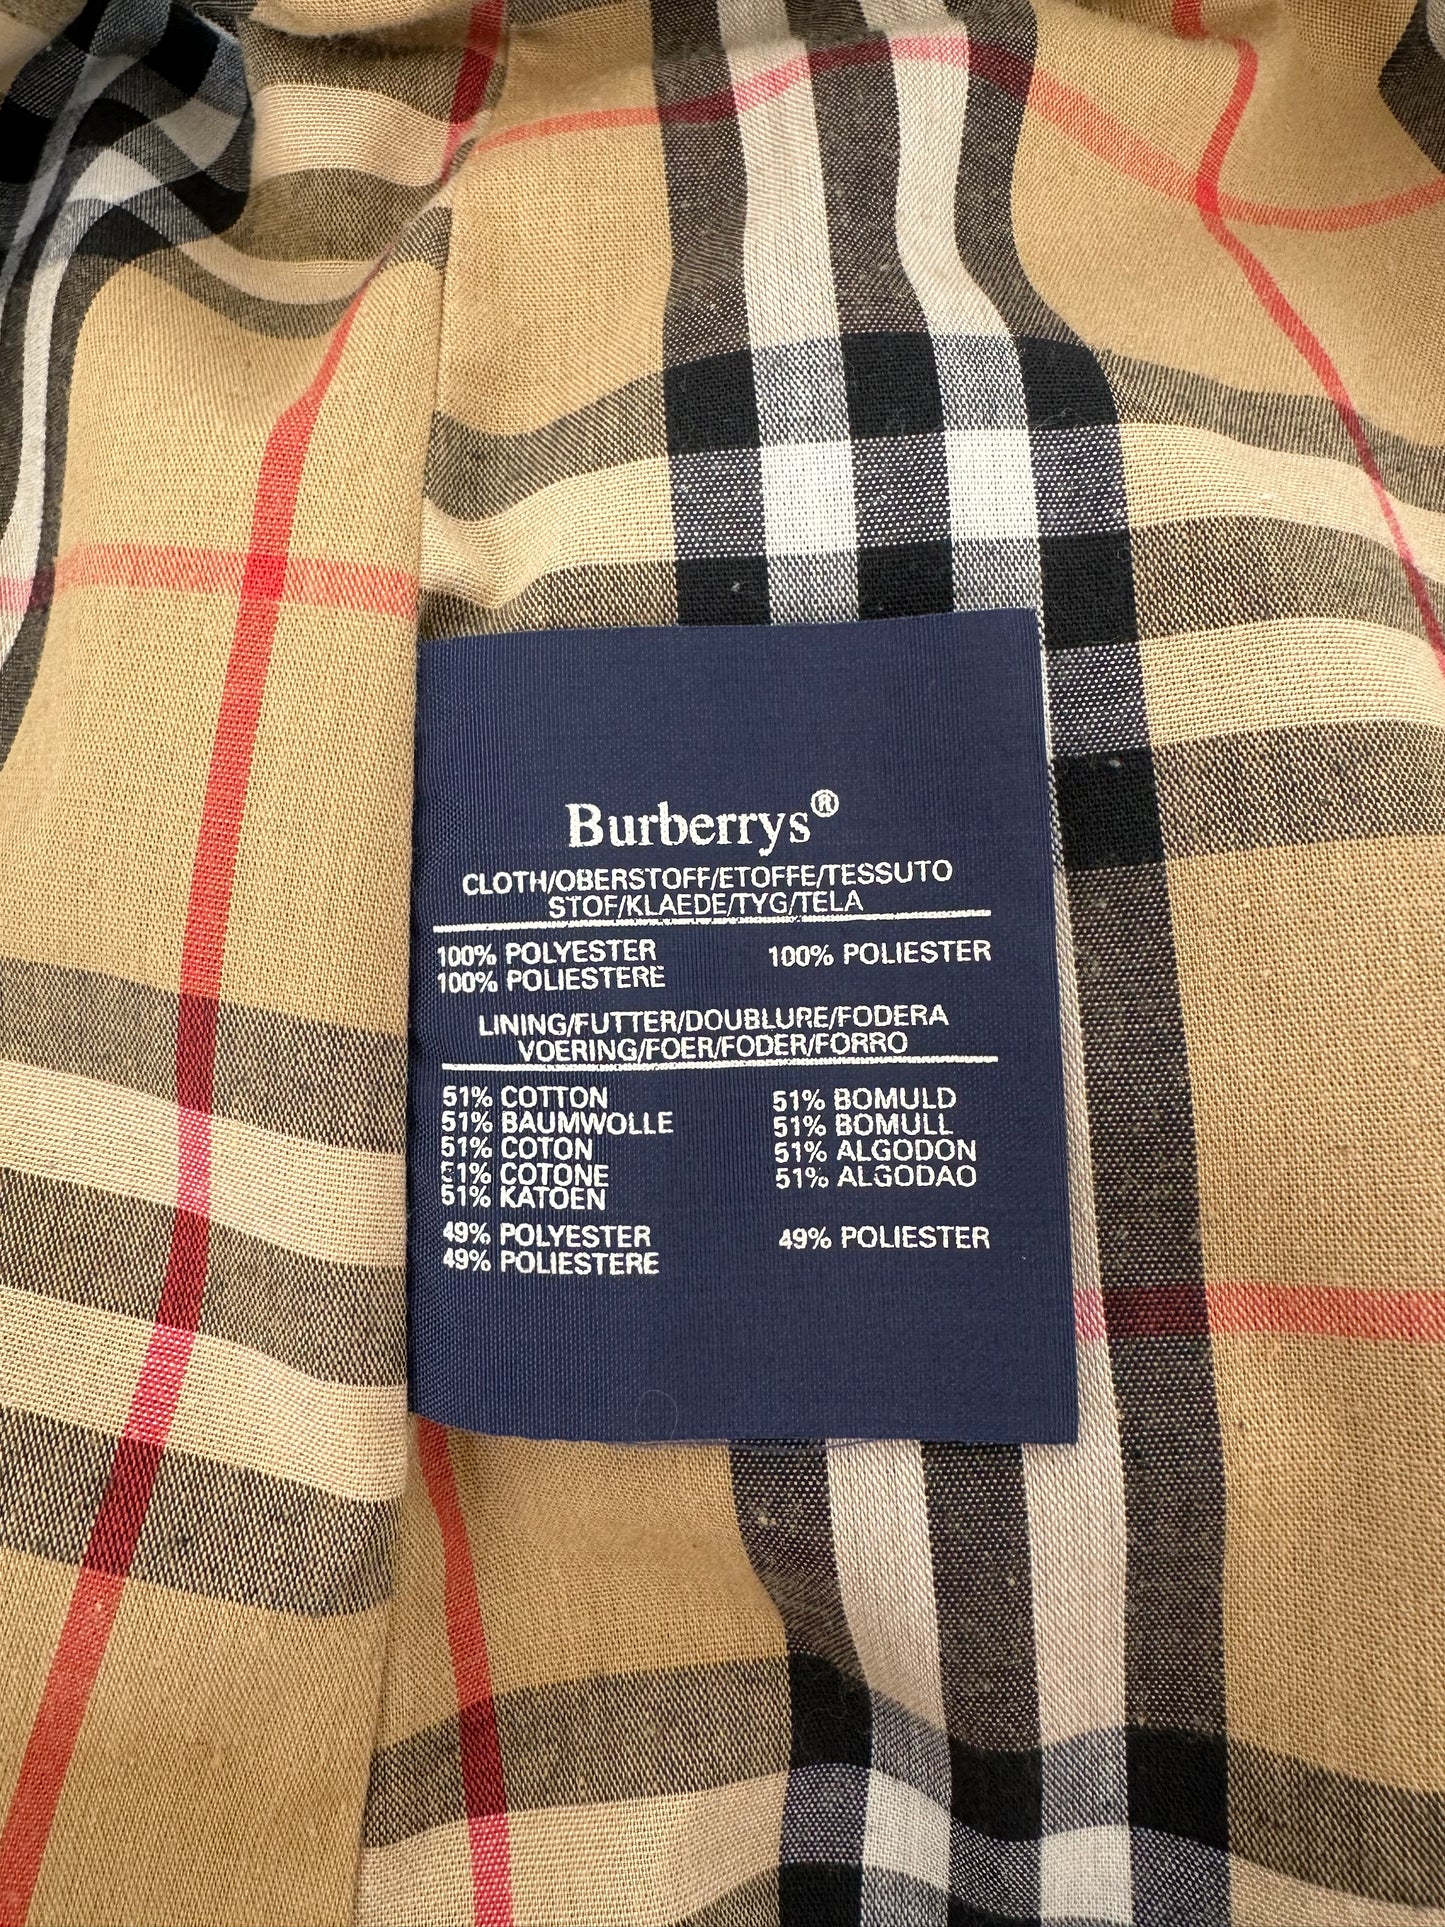 Burberrys®
CLOTH/OBERSTOFF/ETOFFE/TESSUTO
STOF/KLAEDE/TYG/TELA
100% POLYESTER 100% POLIESTER
100% POLIESTERE
LINING/FUTTER/DOUBLURE/FODERA
VOERING/FOER/FODER/FORRO
51% COTTON 51% BOMULD
51% BAUMWOLLE 51% BOMULL
51% COTON 51% ALGODON
51% COTONE 51% ALGODAO
51% KATOEN
49% POLYESTER 49% POLIESTER
49% POLIESTERE